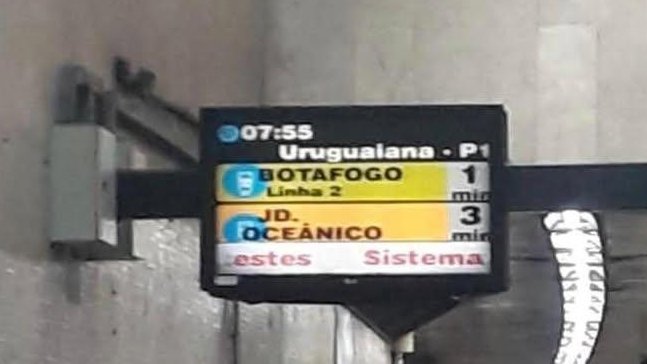 07:55
Uruguaiana - P1
BOTAFOGO 1
Linha 2 min
JD. 3
OCEÂNICO min
estes Sistema